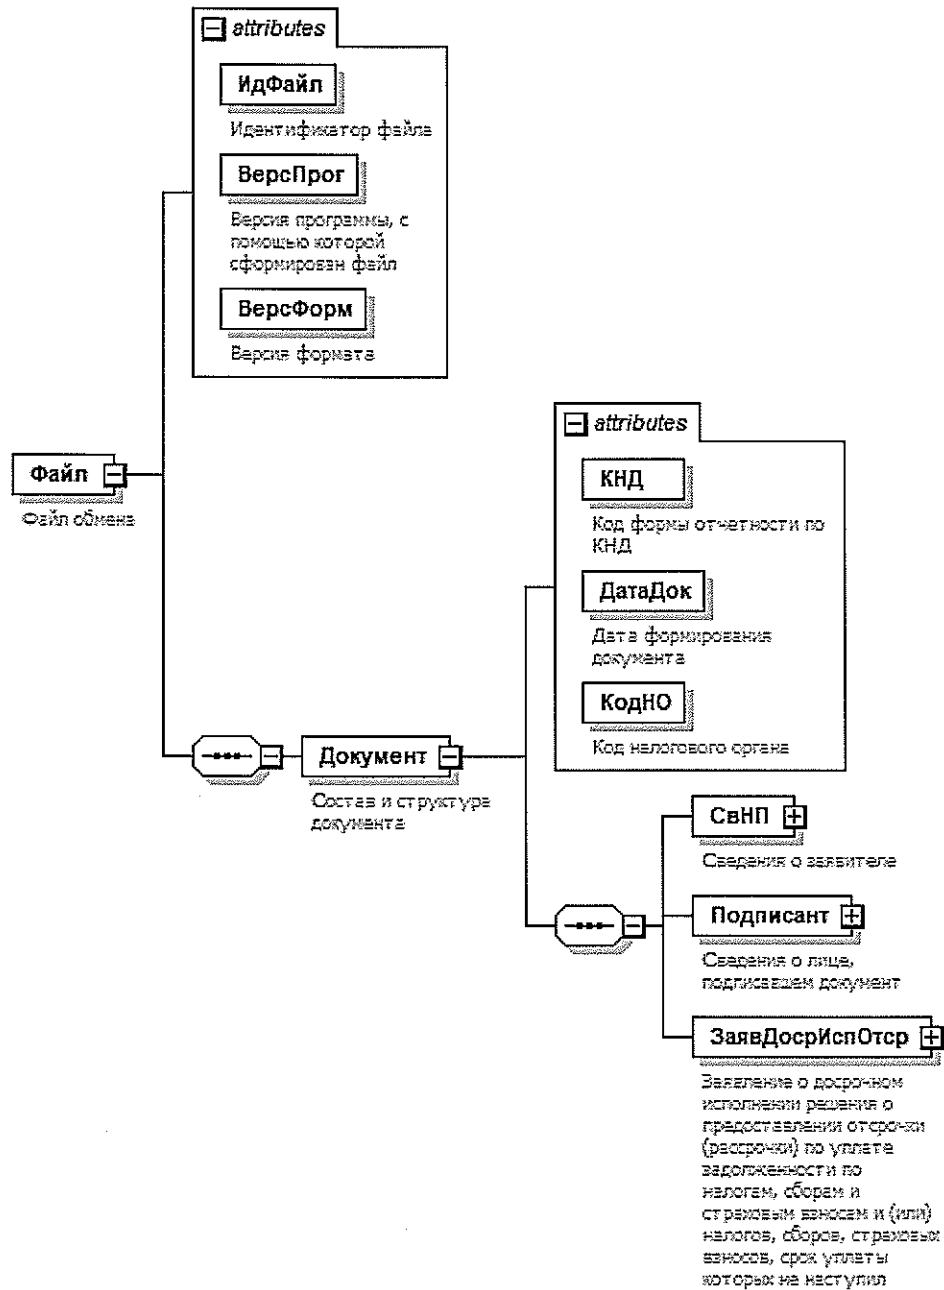 attributes
ИдФайл
Идентификатор файла
ВерсПрог
Версия программы, с
помощью которой
сформирован файл
ВерсФорм
Версия формата
Файл
Файл обмена
attributes
КНД
Код формы отчетности по
КНД
ДатаДок
Дата формирования
документа
КодНО
Код налогового органа
Документ
Состав и структура
документа
СвНП
Сведения о заявителе
Подписант
Сведения о лице,
подписавшем документ
ЗаявДосрИспОтср
Заявление о досрочном
исполнении решения о
предоставлении отсрочки
(рассрочки) по уплате
задолженности по
налогам, сборам и
страховым взносам и (или)
налогов, сборов, страховых
взносов, срок уплаты
которых не наступил